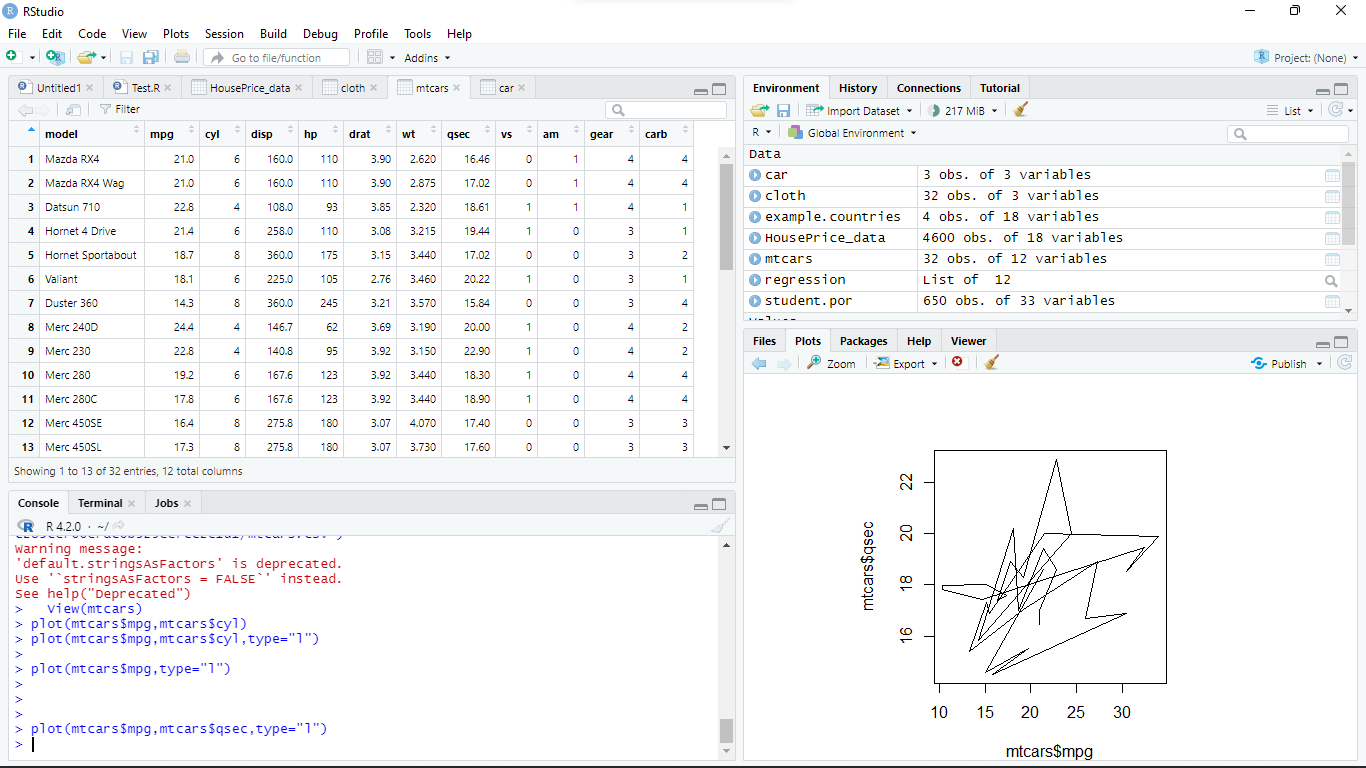 RStudio
File Edit Code View Plots Session Build Debug Profile Tools Help
Go to file/function Addins Project: (None)
Untitled1 Test.R HousePrice_data cloth mtcars car
Filter
model mpg cyl disp hp drat wt qsec vs am gear carb
1 Mazda RX4 21.0 6 160.0 110 3.90 2.620 16.46 0 1 4 4
2 Mazda RX4 Wag 21.0 6 160.0 110 3.90 2.875 17.02 0 1 4 4
3 Datsun 710 22.8 4 108.0 93 3.85 2.320 18.61 1 1 4 1
4 Hornet 4 Drive 21.4 6 258.0 110 3.08 3.215 19.44 1 0 3 1
5 Hornet Sportabout 18.7 8 360.0 175 3.15 3.440 17.02 0 0 3 2
6 Valiant 18.1 6 225.0 105 2.76 3.460 20.22 1 0 3 1
7 Duster 360 14.3 8 360.0 245 3.21 3.570 15.84 0 0 3 4
8 Merc 240D 24.4 4 146.7 62 3.69 3.190 20.00 1 0 4 2
9 Merc 230 22.8 4 140.8 95 3.92 3.150 22.90 1 0 4 2
10 Merc 280 19.2 6 167.6 123 3.92 3.440 18.30 1 0 4 4
11 Merc 280C 17.8 6 167.6 123 3.92 3.440 18.90 1 0 4 4
12 Merc 450SE 16.4 8 275.8 180 3.07 4.070 17.40 0 0 3 3
13 Merc 450SL 17.3 8 275.8 180 3.07 3.730 17.60 0 0 3 3
Showing 1 to 13 of 32 entries, 12 total columns
Console Terminal Jobs
R 4.2.0 · ~/
Warning message:
'default.stringsAsFactors' is deprecated.
Use '`stringsAsFactors = FALSE`' instead.
See help("Deprecated")
>   View(mtcars)
> plot(mtcars$mpg,mtcars$cyl)
> plot(mtcars$mpg,mtcars$cyl,type="l")
>
> plot(mtcars$mpg,type="l")
>
>
>
> plot(mtcars$mpg,mtcars$qsec,type="l")
>
Environment History Connections Tutorial
Import Dataset 217 MiB List
R Global Environment
Data
car 3 obs. of 3 variables
cloth 32 obs. of 3 variables
example.countries 4 obs. of 18 variables
HousePrice_data 4600 obs. of 18 variables
mtcars 32 obs. of 12 variables
regression List of 12
student.por 650 obs. of 33 variables
Files Plots Packages Help Viewer
Zoom Export Publish
mtcars$qsec
22
20
18
16
10 15 20 25 30
mtcars$mpg